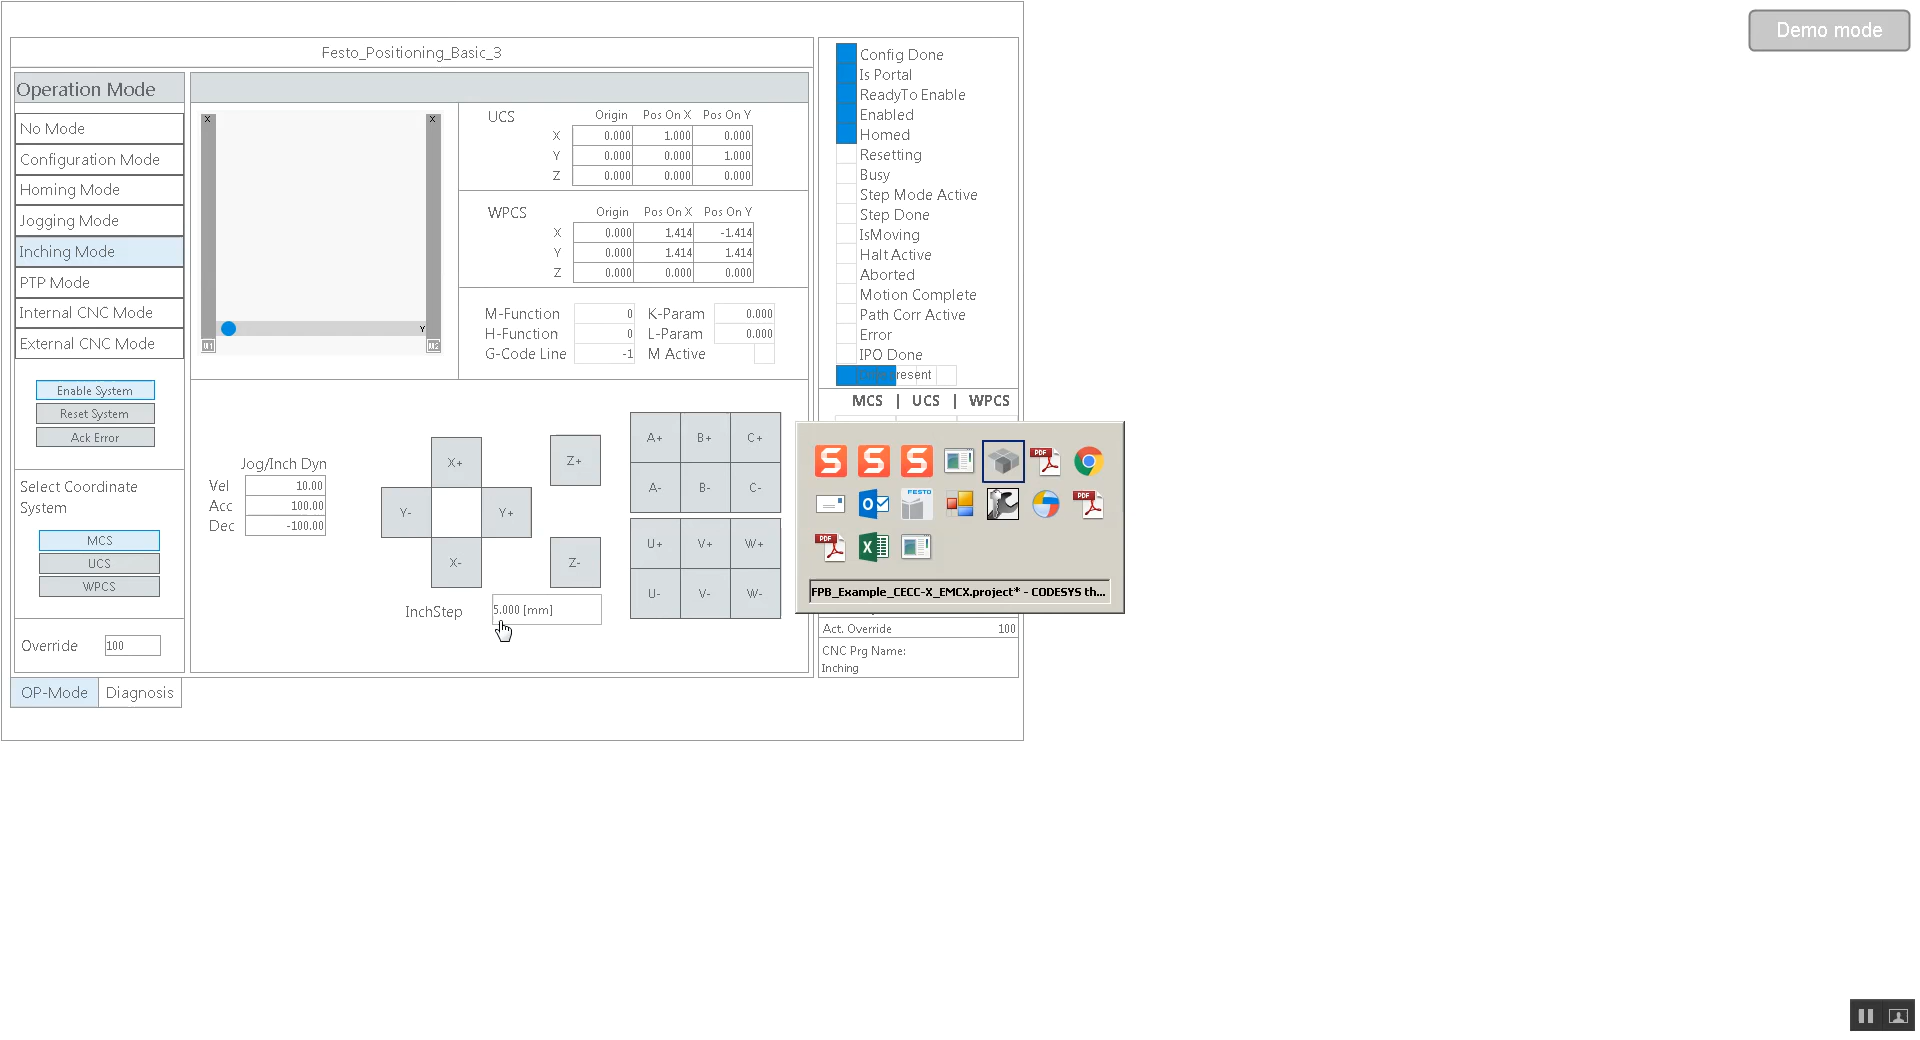 Demo mode
Festo_Positioning_Basic_3
Operation Mode
No Mode
Configuration Mode
Homing Mode
Jogging Mode
Inching Mode
PTP Mode
Internal CNC Mode
External CNC Mode
Enable System
Reset System
Ack Error
Select Coordinate
System
MCS
UCS
WPCS
Override 100
OP-Mode Diagnosis
X X
Y
UCS Origin Pos On X Pos On Y
X 0.000 1.000 0.000
Y 0.000 0.000 1.000
Z 0.000 0.000 0.000
WPCS Origin Pos On X Pos On Y
X 0.000 1.414 -1.414
Y 0.000 1.414 1.414
Z 0.000 0.000 0.000
M-Function 0 K-Param 0.000
H-Function 0 L-Param 0.000
G-Code Line -1 M Active
Jog/Inch Dyn
Vel 10.00
Acc 100.00
Dec -100.00
X+
Y- Y+
X-
Z+
Z-
InchStep 5.000 [mm]
A+ B+ C+
A- B- C-
U+ V+ W+
U- V- W-
Config Done
Is Portal
ReadyTo Enable
Enabled
Homed
Resetting
Busy
Step Mode Active
Step Done
IsMoving
Halt Active
Aborted
Motion Complete
Path Corr Active
Error
IPO Done
MCS | UCS | WPCS
PDF
FESTO
PDF
PDF
FPB_Example_CECC-X_EMCX.project* - CODESYS th...
Act. Override 100
CNC Prg Name:
Inching